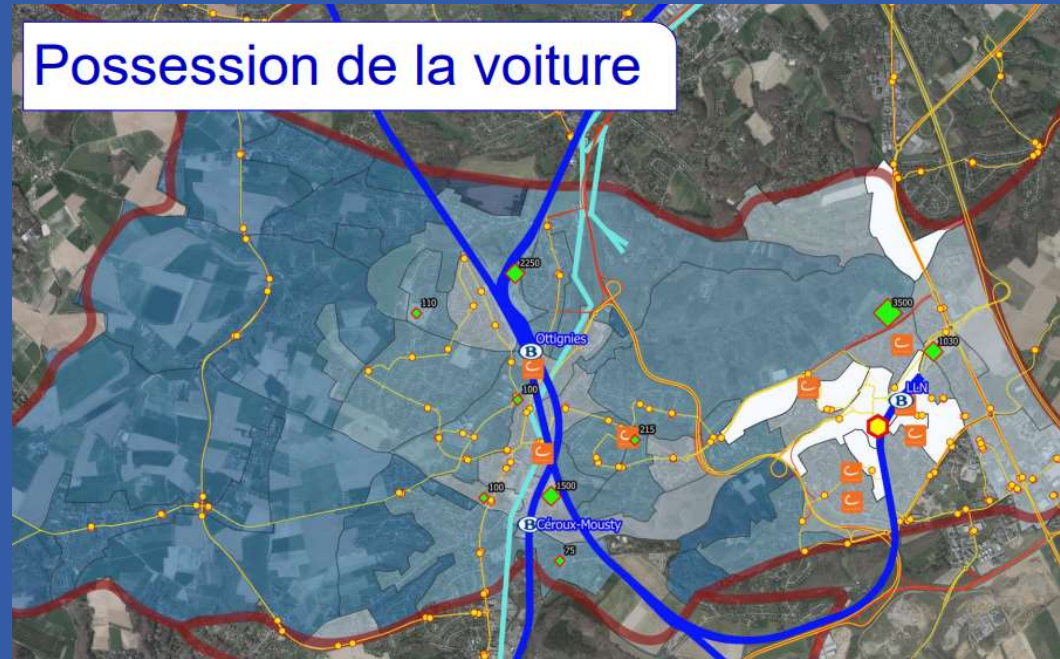 Possession de la voiture
2250
110
3500
Ottignies
B
1030
LLN
B
100
215
100
1500
B Céroux-Mousty
75